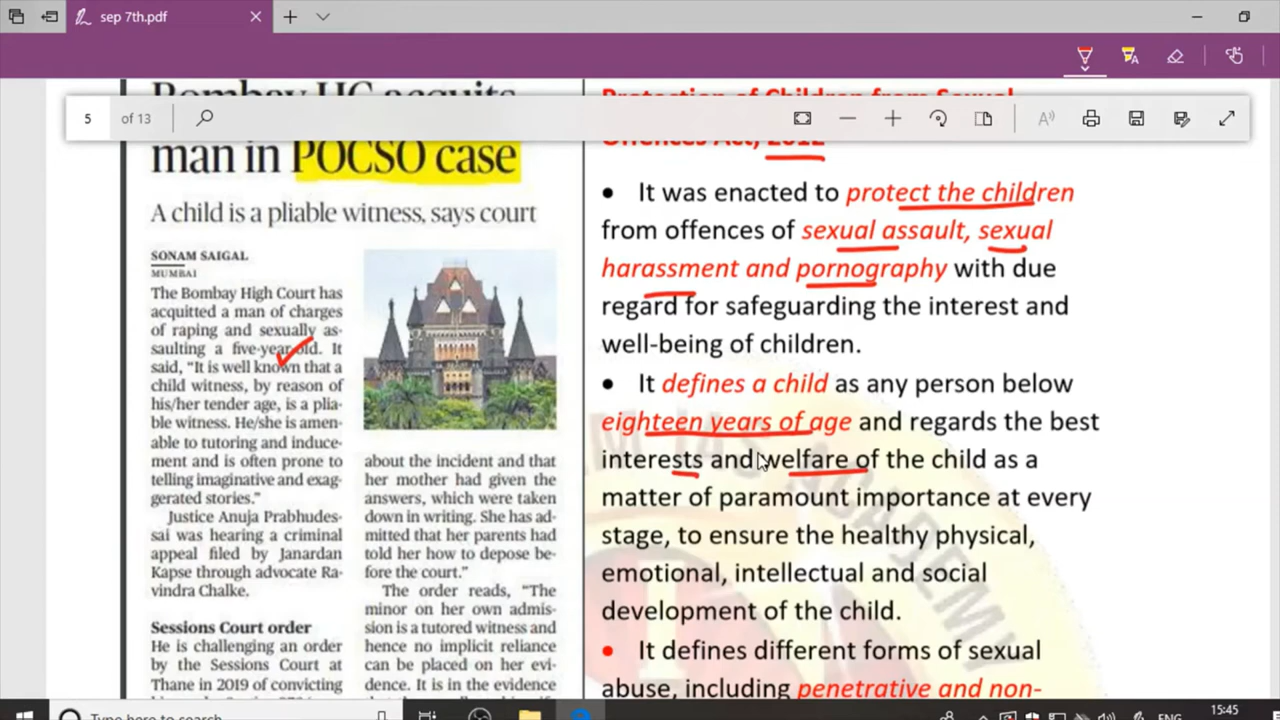 sep 7th.pdf
5 of 13
Bombay HC acquits
man in POCSO case
A child is a pliable witness, says court
SONAM SAIGAL
MUMBAI
The Bombay High Court has
acquitted a man of charges
of raping and sexually as-
saulting a five-year-old. It
said, “It is well known that a
child witness, by reason of
his/her tender age, is a plia-
ble witness. He/she is amen-
able to tutoring and induce-
ment and is often prone to
telling imaginative and exag-
gerated stories.”
Justice Anuja Prabhudes-
sai was hearing a criminal
appeal filed by Janardan
Kapse through advocate Ra-
vindra Chalke.
Sessions Court order
He is challenging an order
by the Sessions Court at
Thane in 2019 of convicting
about the incident and that
her mother had given the
answers, which were taken
down in writing. She has ad-
mitted that her parents had
told her how to depose be-
fore the court.”
The order reads, “The
minor on her own admis-
sion is a tutored witness and
hence no implicit reliance
can be placed on her evi-
dence. It is in the evidence
Protection of Children from Sexual
Offences Act, 2012
• It was enacted to protect the children
from offences of sexual assault, sexual
harassment and pornography with due
regard for safeguarding the interest and
well-being of children.
• It defines a child as any person below
eighteen years of age and regards the best
interests and welfare of the child as a
matter of paramount importance at every
stage, to ensure the healthy physical,
emotional, intellectual and social
development of the child.
• It defines different forms of sexual
abuse, including penetrative and non-
ACADEMY
Type here to search
ENG
15:45